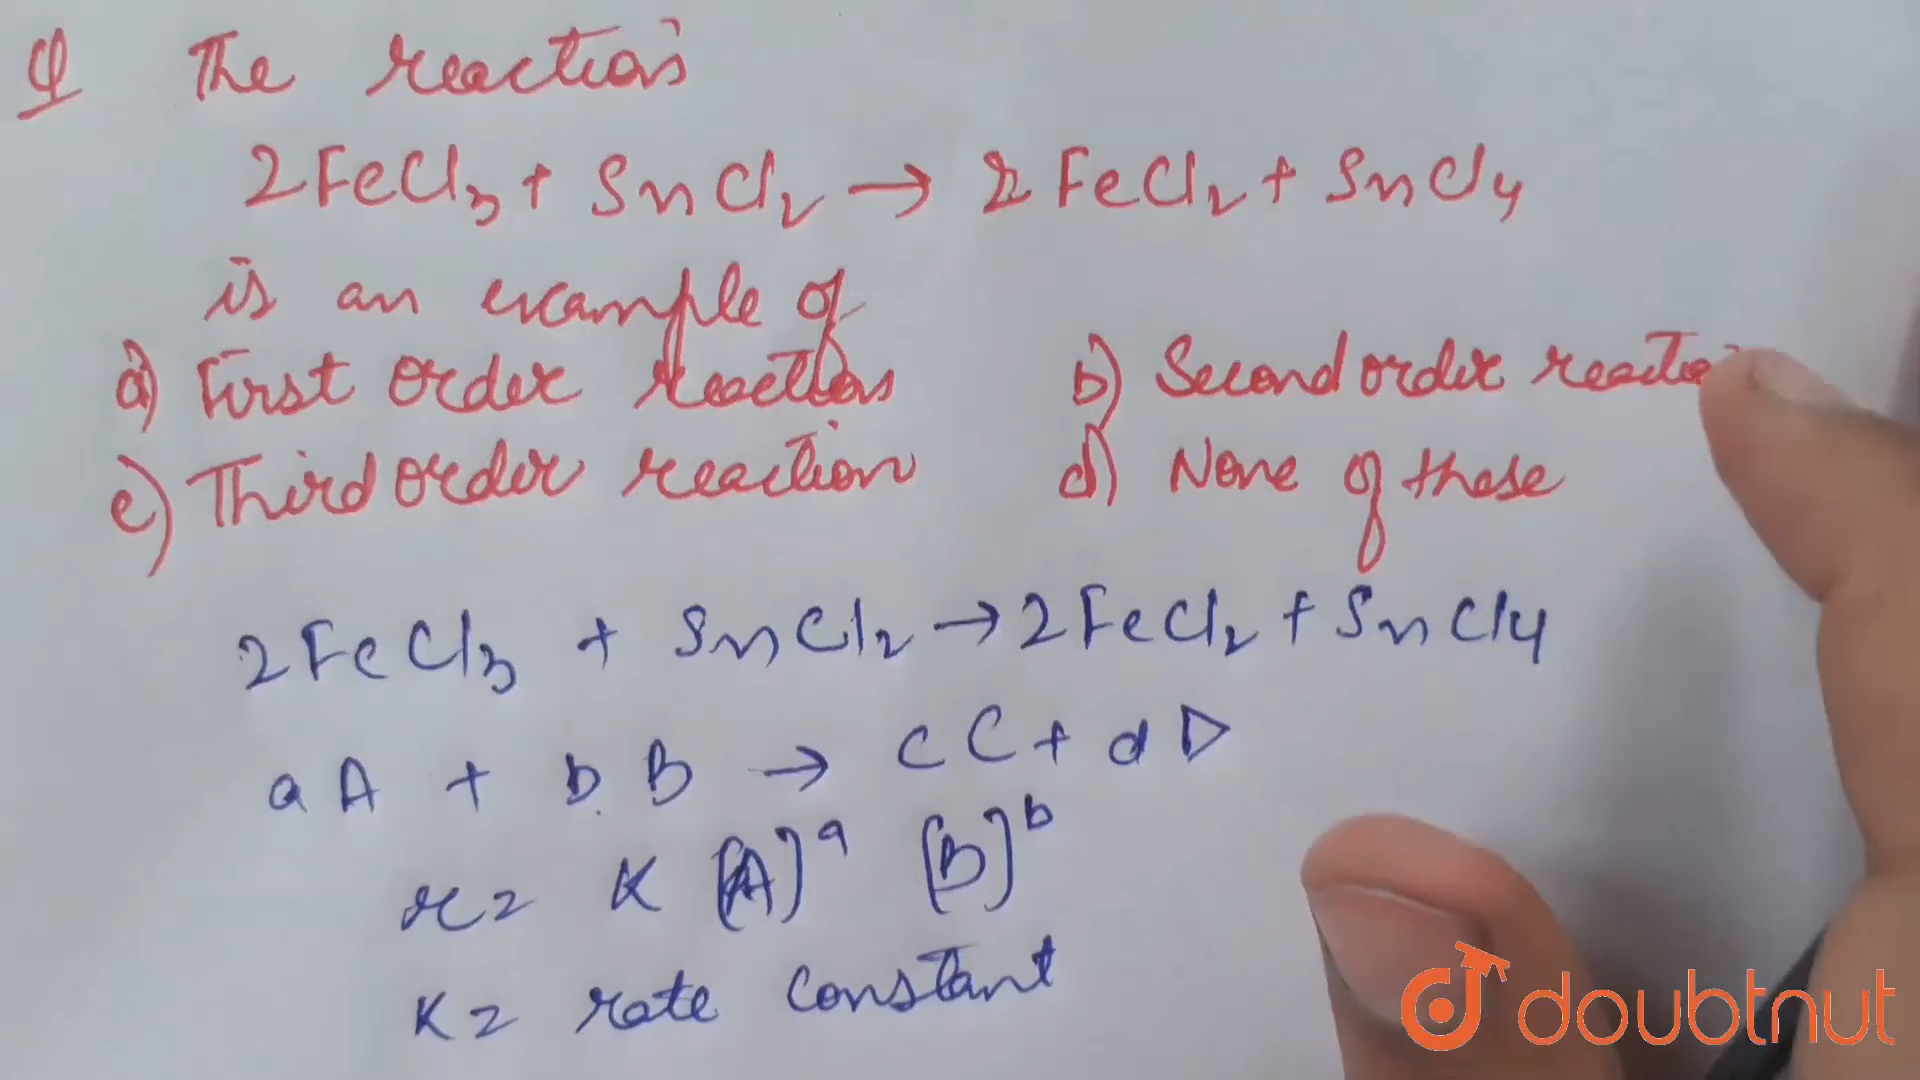 Q The reaction
2FeCl3 + SnCl2 → 2FeCl2 + SnCl4
is an example of
a) First order reaction b) Second order reaction
c) Third order reaction d) None of these
2FeCl3 + SnCl2 → 2FeCl2 + SnCl4
aA + bB → cC + dD
r = K [A]^a [B]^b
K = rate constant
doubtnut